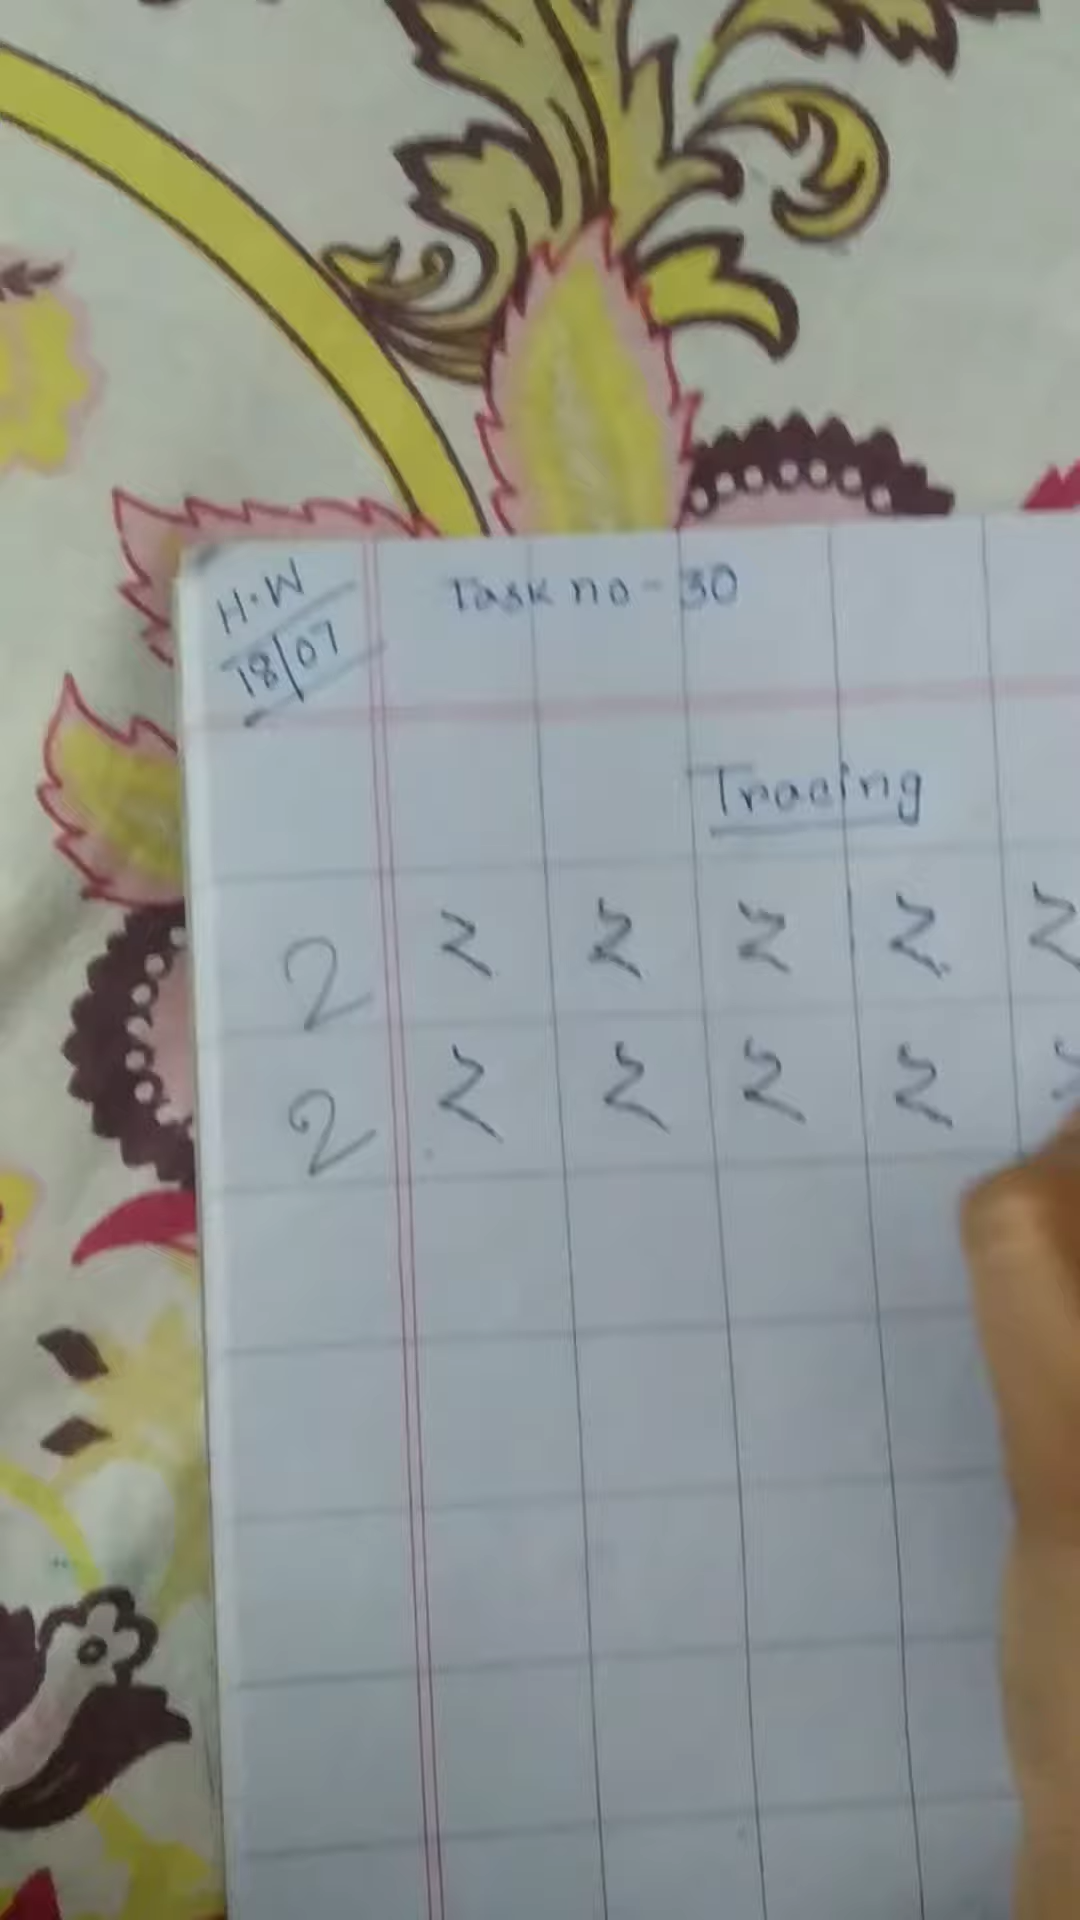 H.W
18/07
Task no - 30
Tracing
2 2 2 2 2 2
2 2 2 2 2